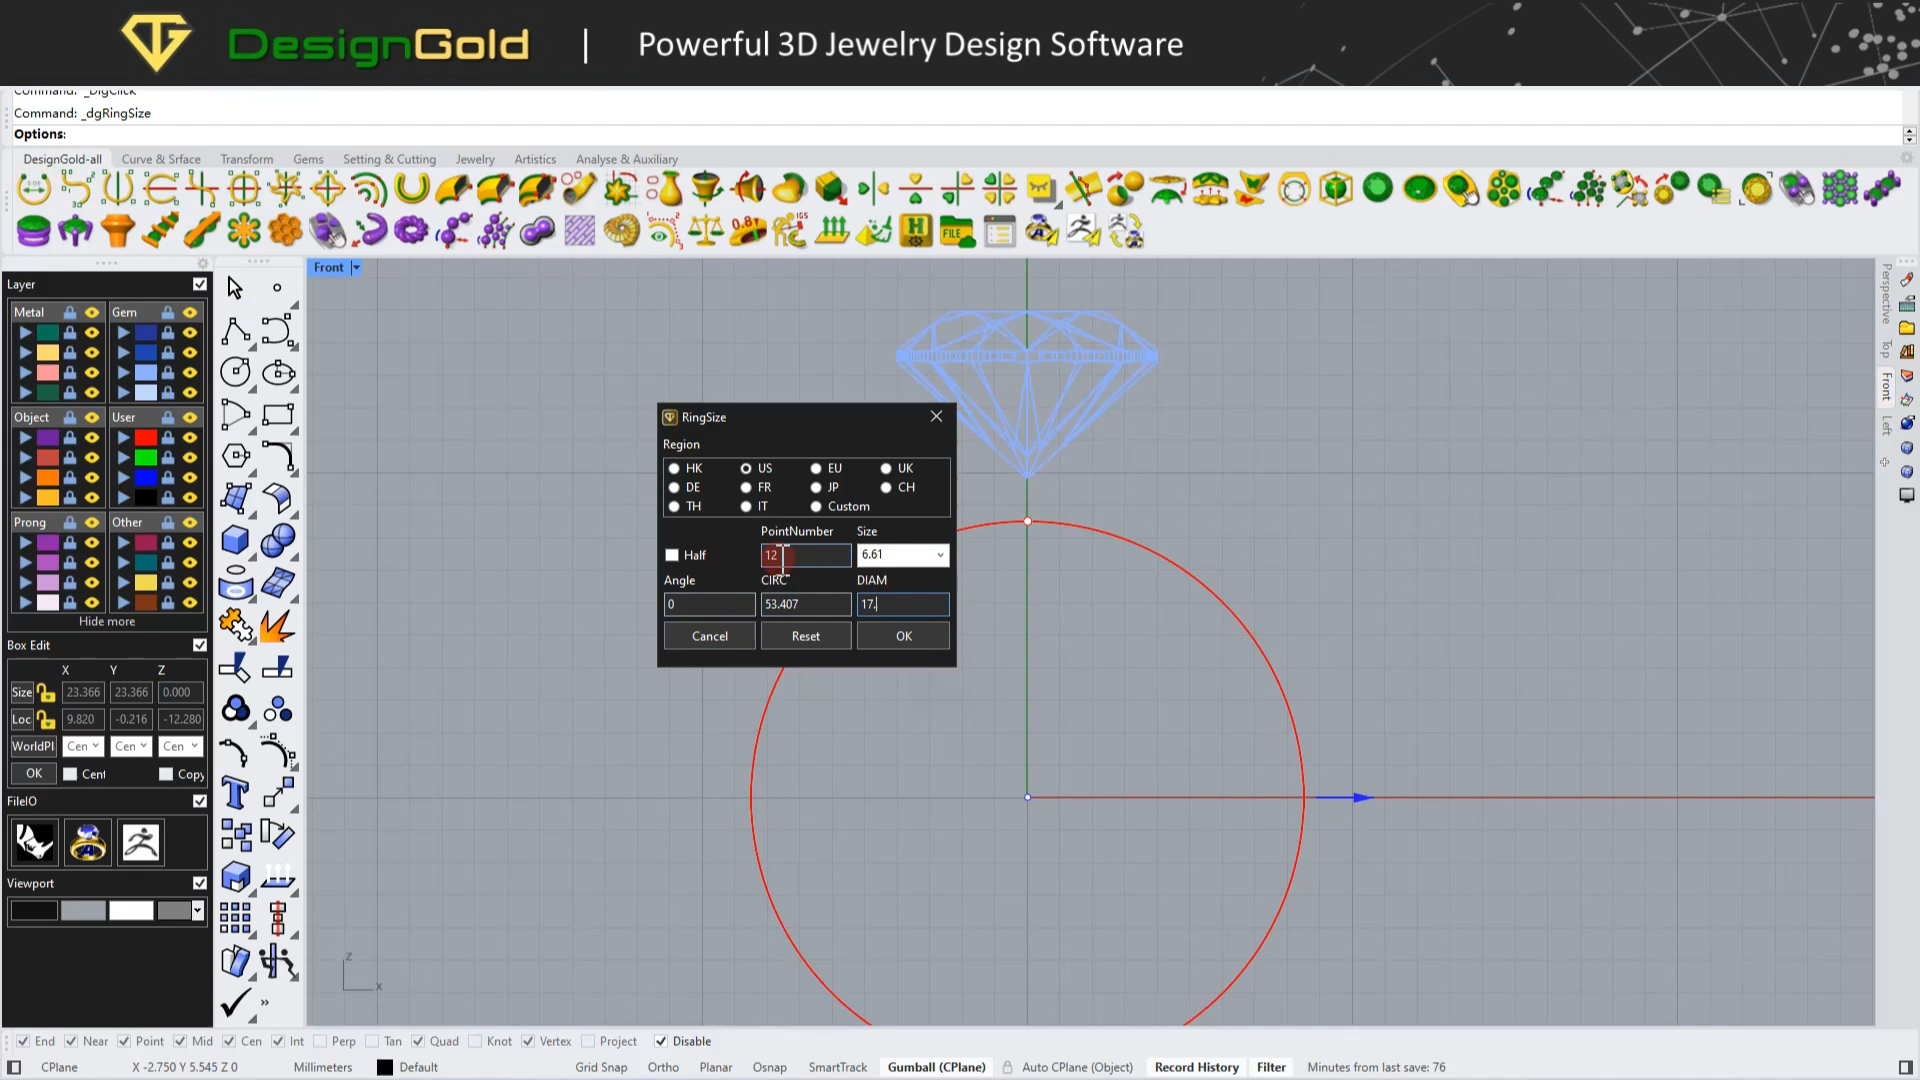 DesignGold | Powerful 3D Jewelry Design Software
Command: _DigClick
Command: _dgRingSize
Options:
DesignGold-all Curve & Srface Transform Gems Setting & Cutting Jewelry Artistics Analyse & Auxiliary
Layer
Metal Gem
Object User
Prong Other
Hide more
Box Edit
X Y Z
Size 23.366 23.366 0.000
Loc 9.820 -0.216 -12.280
WorldPl Cen Cen Cen
OK Cent Copy
FileIO
Viewport
Front
RingSize
Region
HK US EU UK
DE FR JP CH
TH IT Custom
PointNumber Size
Half 12 6.61
Angle CIRC DIAM
0 53.407 17.
Cancel Reset OK
z
x
Perspective
Top
Front
Left
End Near Point Mid Cen Int Perp Tan Quad Knot Vertex Project Disable
CPlane X -2.750 Y 5.545 Z 0 Millimeters Default Grid Snap Ortho Planar Osnap SmartTrack Gumball (CPlane) Auto CPlane (Object) Record History Filter Minutes from last save: 76